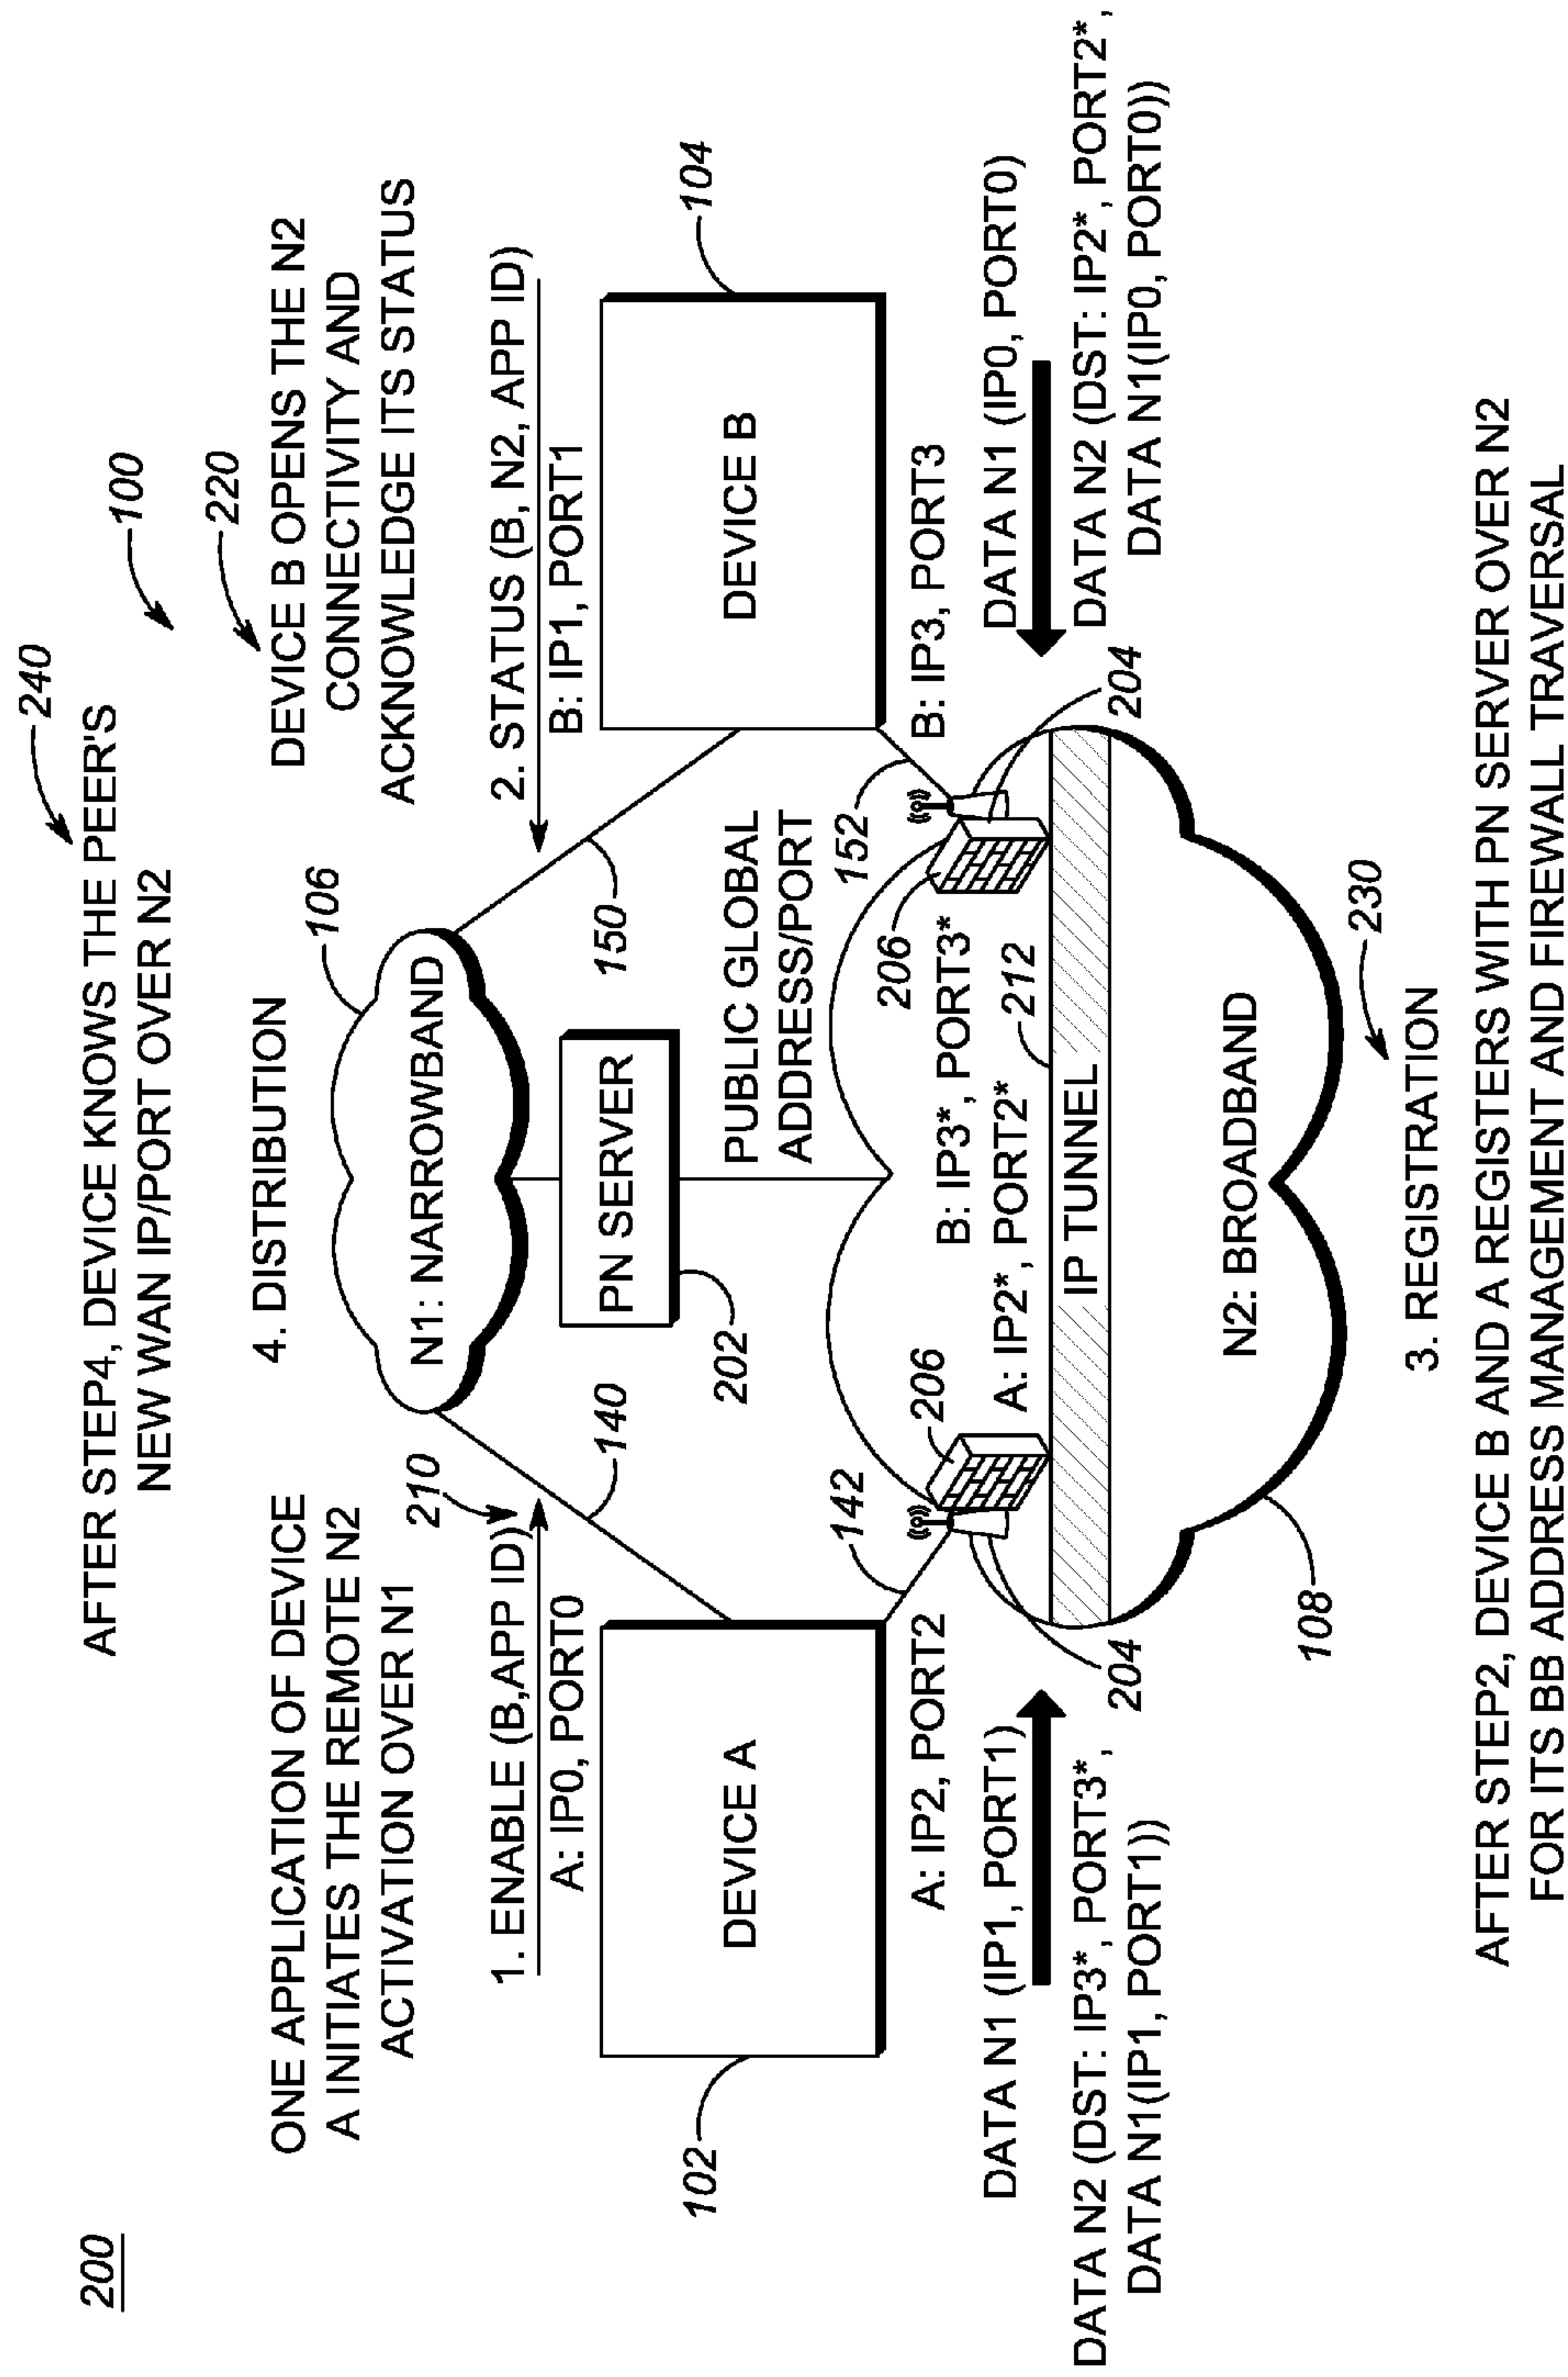 200
AFTER STEP4, DEVICE KNOWS THE PEER'S
NEW WAN IP/PORT OVER N2
240
100
ONE APPLICATION OF DEVICE
A INITIATES THE REMOTE N2
ACTIVATION OVER N1
210
4. DISTRIBUTION
106
220
DEVICE B OPENS THE N2
CONNECTIVITY AND
ACKNOWLEDGE ITS STATUS
N1: NARROWBAND
1. ENABLE (B,APP ID)
A: IP0, PORT0
140
2. STATUS (B, N2, APP ID)
B: IP1, PORT1
150
PN SERVER
202
102
DEVICE A
DEVICE B
104
PUBLIC GLOBAL
ADDRESS/PORT
142
152
A: IP2, PORT2
206
206
B: IP3, PORT3
B: IP3*, PORT3*
A: IP2*, PORT2*
212
DATA N1 (IP1, PORT1)
DATA N1 (IP0, PORT0)
DATA N2 (DST: IP3*, PORT3*,
DATA N1(IP1, PORT1))
204
IP TUNNEL
204
DATA N2 (DST: IP2*, PORT2*,
DATA N1(IP0, PORT0))
N2: BROADBAND
108
230
3. REGISTRATION
AFTER STEP2, DEVICE B AND A REGISTERS WITH PN SERVER OVER N2
FOR ITS BB ADDRESS MANAGEMENT AND FIREWALL TRAVERSAL